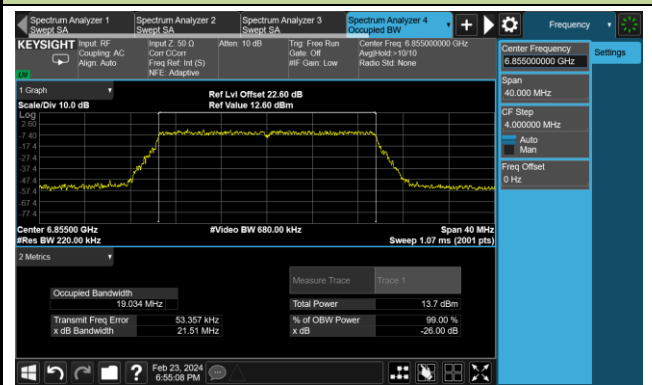 Spectrum Analyzer 1
Swept SA
Spectrum Analyzer 2
Swept SA
Spectrum Analyzer 3
Swept SA
Spectrum Analyzer 4
Occupied BW
Frequency
KEYSIGHT
Input: RF
Coupling: AC
Align: Auto
Input Z: 50 Ω
Corr CCorr
Freq Ref: Int (S)
NFE: Adaptive
Atten: 10 dB
Trig: Free Run
Gate: Off
#IF Gain: Low
Center Freq: 6.855000000 GHz
Avg|Hold:>10/10
Radio Std: None
Center Frequency
6.855000000 GHz
Settings
Span
40.000 MHz
CF Step
4.000000 MHz
Auto
Man
Freq Offset
0 Hz
1 Graph
Scale/Div 10.0 dB
Ref Lvl Offset 22.60 dB
Ref Value 12.60 dBm
Log
2.60
-7.40
-17.4
-27.4
-37.4
-47.4
-57.4
-67.4
-77.4
Center 6.85500 GHz
#Res BW 220.00 kHz
#Video BW 680.00 kHz
Span 40 MHz
Sweep 1.07 ms (2001 pts)
2 Metrics
Measure Trace
Trace 1
Occupied Bandwidth
19.034 MHz
Total Power
13.7 dBm
Transmit Freq Error
53.357 kHz
% of OBW Power
99.00 %
x dB Bandwidth
21.51 MHz
x dB
-26.00 dB
Feb 23, 2024
6:55:08 PM